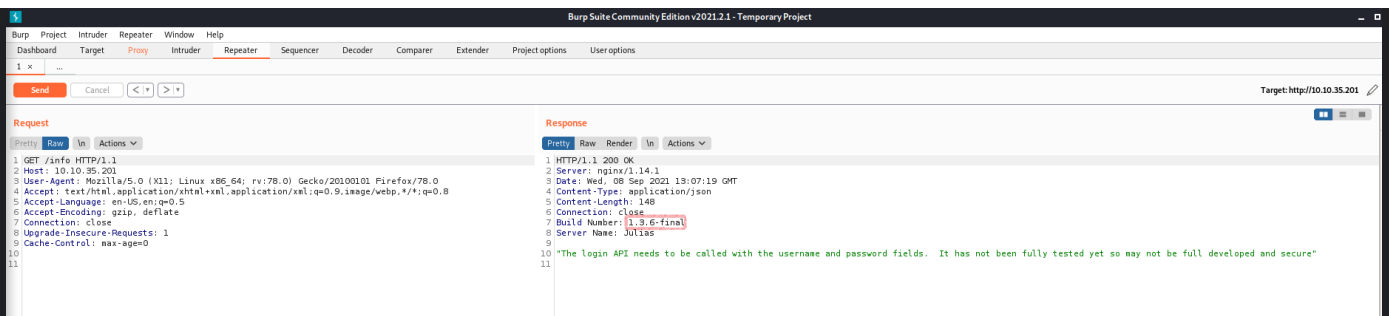 Burp Suite Community Edition v2021.2.1 - Temporary Project
Burp Project Intruder Repeater Window Help
Dashboard Target Proxy Intruder Repeater Sequencer Decoder Comparer Extender Project options User options
1 × ...
Send Cancel < > Target: http://10.10.35.201
Request
Pretty Raw \n Actions
1 GET /info HTTP/1.1
2 Host: 10.10.35.201
3 User-Agent: Mozilla/5.0 (X11; Linux x86_64; rv:78.0) Gecko/20100101 Firefox/78.0
4 Accept: text/html,application/xhtml+xml,application/xml;q=0.9,image/webp,*/*;q=0.8
5 Accept-Language: en-US,en;q=0.5
6 Accept-Encoding: gzip, deflate
7 Connection: close
8 Upgrade-Insecure-Requests: 1
9 Cache-Control: max-age=0
10
11
Response
Pretty Raw Render \n Actions
1 HTTP/1.1 200 OK
2 Server: nginx/1.14.1
3 Date: Wed, 08 Sep 2021 13:07:19 GMT
4 Content-Type: application/json
5 Content-Length: 148
6 Connection: close
7 Build Number: 1.3.6-final
8 Server Name: Julias
9
10 "The login API needs to be called with the username and password fields.  It has not been fully tested yet so may not be full developed and secure"
11